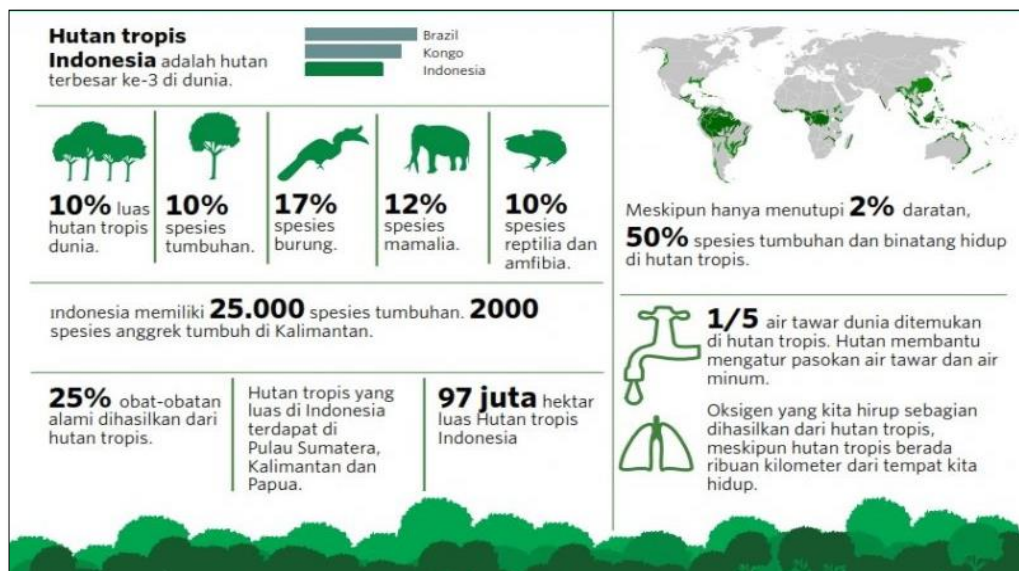 Hutan tropis
Indonesia adalah hutan
terbesar ke-3 di dunia.
Brazil
Kongo
Indonesia
10% luas
hutan tropis
dunia.
10%
spesies
tumbuhan.
17%
spesies
burung.
12%
spesies
mamalia.
10%
spesies
reptilia dan
amfibia.
ındonesia memiliki 25.000 spesies tumbuhan. 2000
spesies anggrek tumbuh di Kalimantan.
25% obat-obatan
alami dihasilkan dari
hutan tropis.
Hutan tropis yang
luas di Indonesia
terdapat di
Pulau Sumatera,
Kalimantan dan
Papua.
97 juta hektar
luas Hutan tropis
Indonesia
Meskipun hanya menutupi 2% daratan,
50% spesies tumbuhan dan binatang hidup
di hutan tropis.
1/5 air tawar dunia ditemukan
di hutan tropis. Hutan membantu
mengatur pasokan air tawar dan air
minum.
Oksigen yang kita hirup sebagian
dihasilkan dari hutan tropis,
meskipun hutan tropis berada
ribuan kilometer dari tempat kita
hidup.